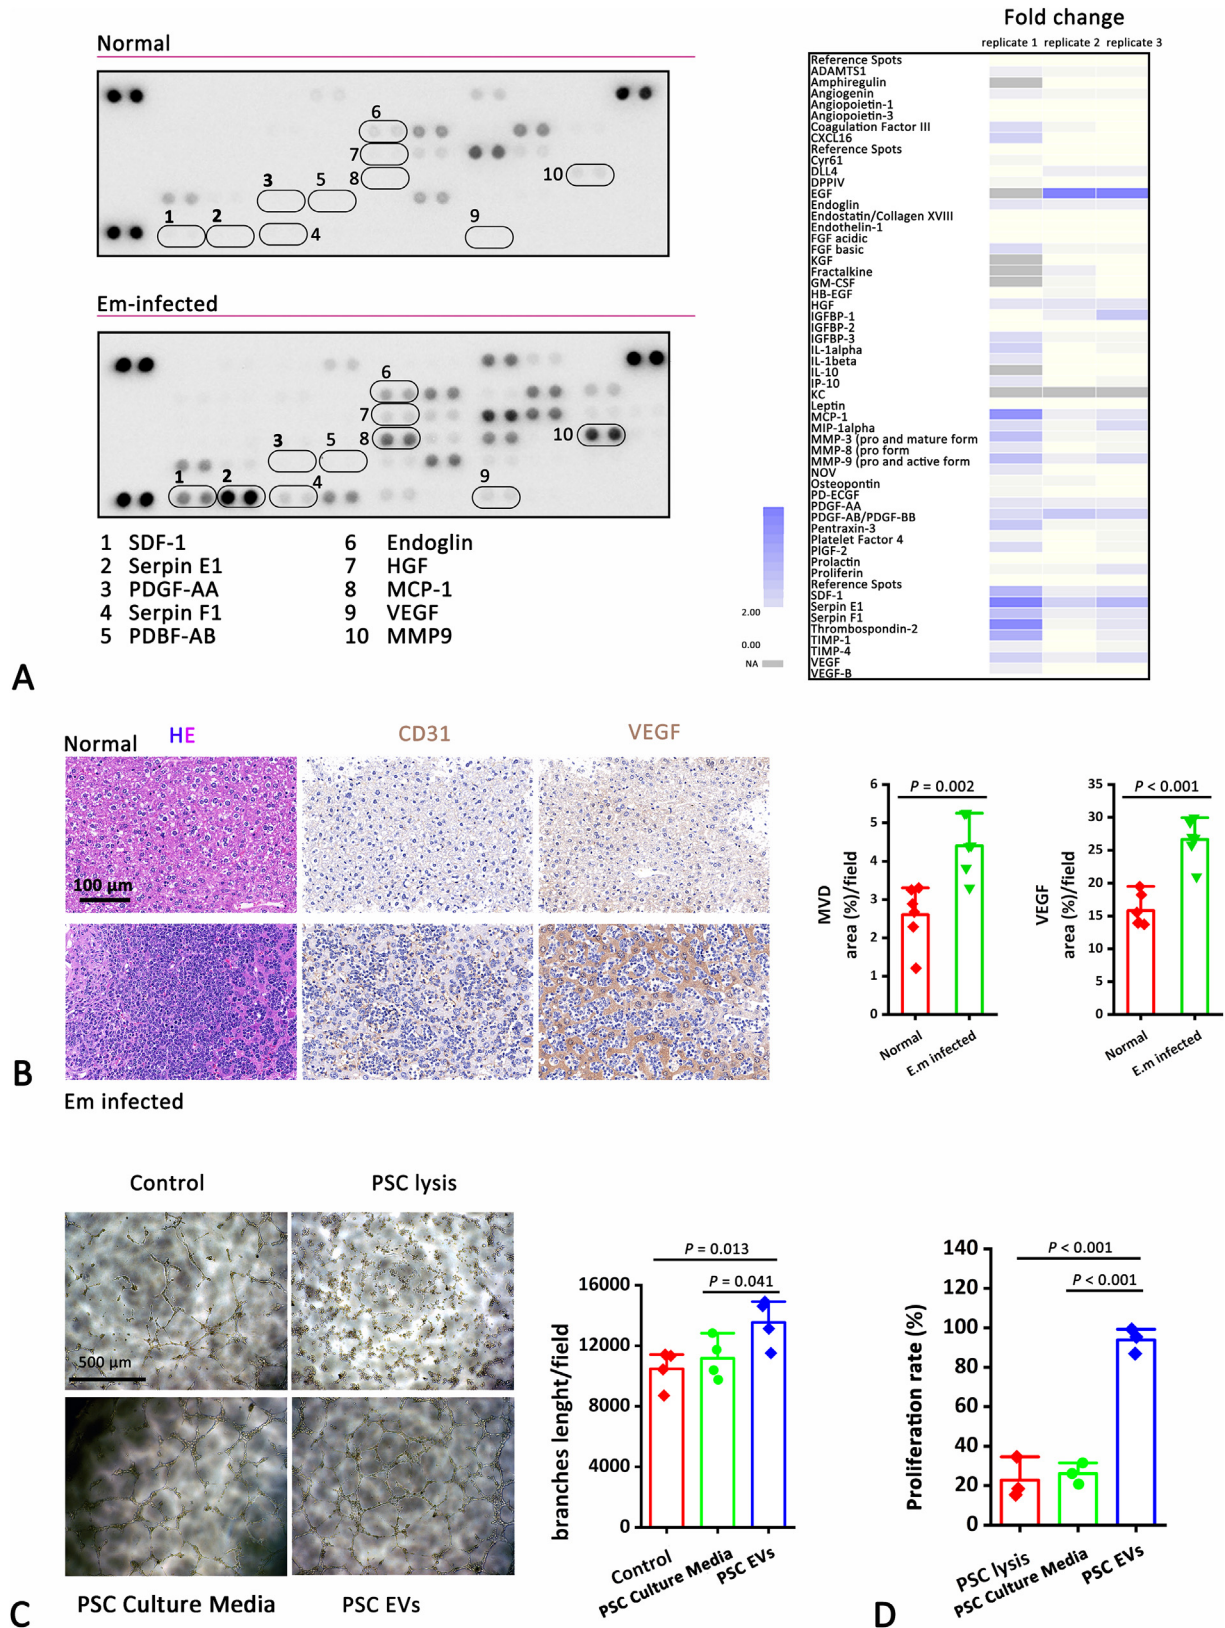 Normal
6
7
8
10
3
5
1
2
4
9
Em-infected
6
7
8
10
3
5
1
2
4
9
1 SDF-1
2 Serpin E1
3 PDGF-AA
4 Serpin F1
5 PDBF-AB
6 Endoglin
7 HGF
8 MCP-1
9 VEGF
10 MMP9
A
Fold change
replicate 1 replicate 2 replicate 3
Reference Spots
ADAMTS1
Amphiregulin
Angiogenin
Angiopoietin-1
Angiopoietin-3
Coagulation Factor III
CXCL16
Reference Spots
Cyr61
DLL4
DPPIV
EGF
Endoglin
Endostatin/Collagen XVIII
Endothelin-1
FGF acidic
FGF basic
KGF
Fractalkine
GM-CSF
HB-EGF
HGF
IGFBP-1
IGFBP-2
IGFBP-3
IL-1alpha
IL-1beta
IL-10
IP-10
KC
Leptin
MCP-1
MIP-1alpha
MMP-3 (pro and mature form
MMP-8 (pro form
MMP-9 (pro and active form
NOV
Osteopontin
PD-ECGF
PDGF-AA
PDGF-AB/PDGF-BB
Pentraxin-3
Platelet Factor 4
PlGF-2
Prolactin
Proliferin
Reference Spots
SDF-1
Serpin E1
Serpin F1
Thrombospondin-2
TIMP-1
TIMP-4
VEGF
VEGF-B
2.00
0.00
NA
Normal
HE
CD31
VEGF
100 μm
Em infected
B
MVD
area (%)/field
6
5
4
3
2
1
0
P = 0.002
Normal
E.m infected
VEGF
area (%)/field
35
30
25
20
15
10
5
0
P < 0.001
Normal
E.m infected
Control
PSC lysis
500 μm
PSC Culture Media
PSC EVs
C
branches lenght/field
16000
12000
8000
4000
0
P = 0.013
P = 0.041
Control
PSC Culture Media
PSC EVs
Proliferation rate (%)
140
120
100
80
60
40
20
0
P < 0.001
P < 0.001
PSC lysis
PSC Culture Media
PSC EVs
D